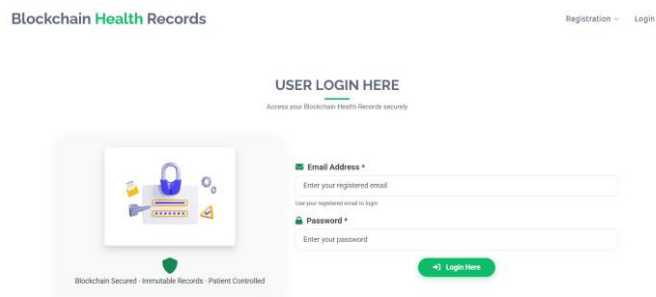 Blockchain Health Records
Registration
Login
USER LOGIN HERE
Access your Blockchain Health Records securely
Email Address *
Enter your registered email
Use your registered email to login
Password *
Enter your password
Login Here
Blockchain Secured - Immutable Records - Patient Controlled